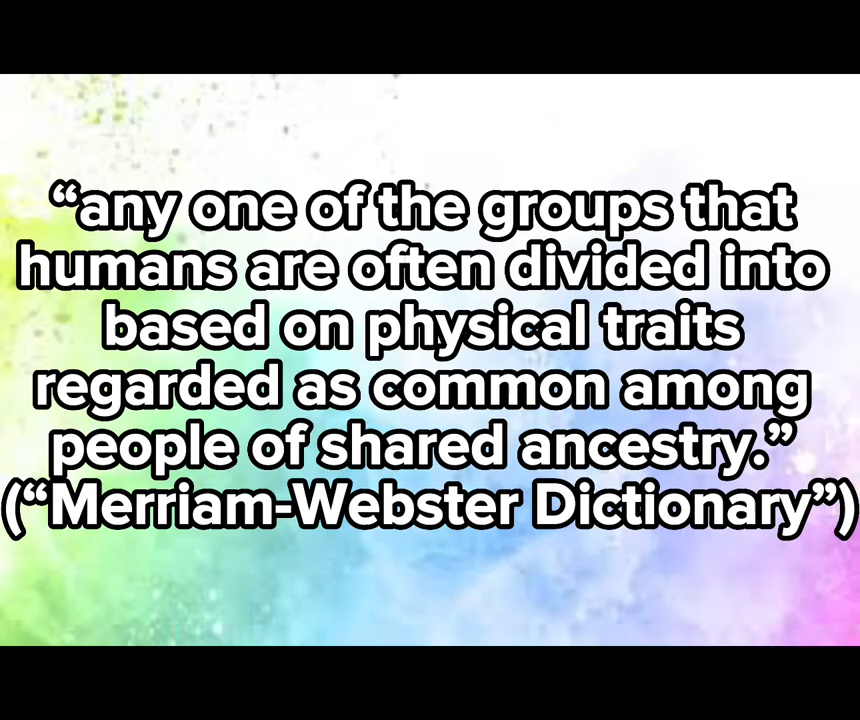 “any one of the groups that
humans are often divided into
based on physical traits
regarded as common among
people of shared ancestry.”
(“Merriam-Webster Dictionary”)